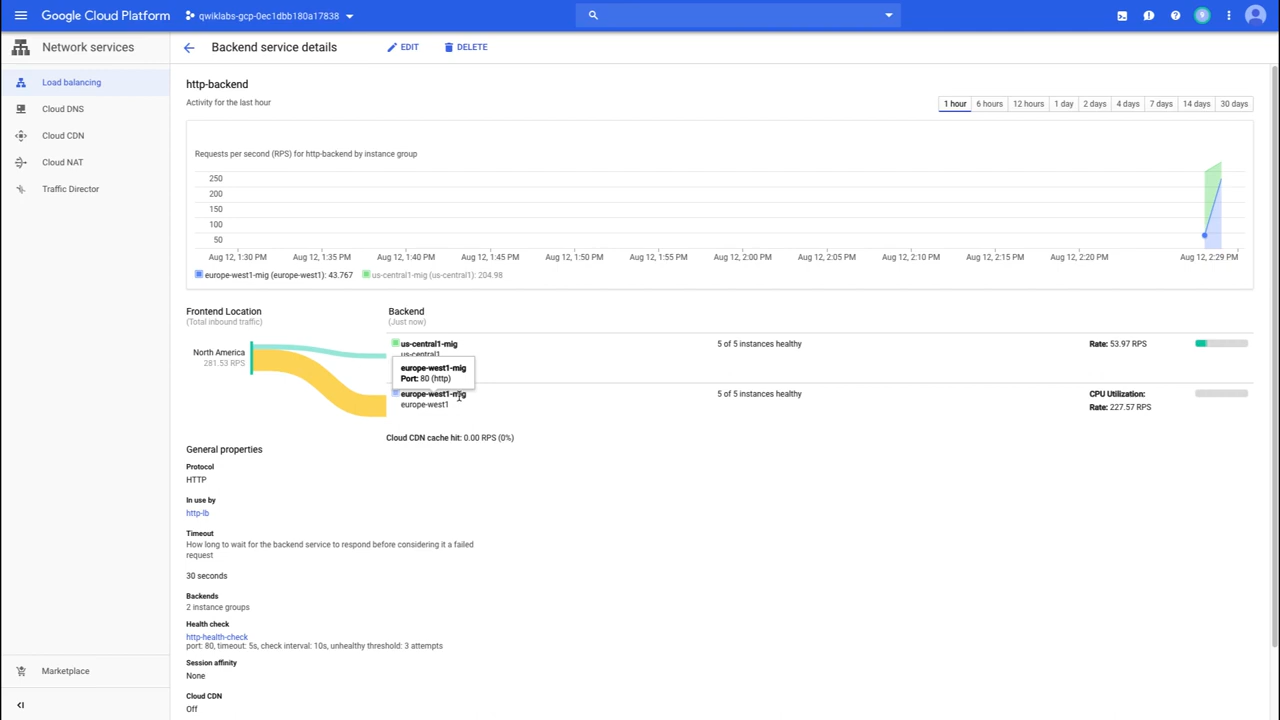 Google Cloud Platform
qwiklabs-gcp-0ec1dbb180a17838
9
Network services
Backend service details
EDIT
DELETE
Load balancing
Cloud DNS
Cloud CDN
Cloud NAT
Traffic Director
Marketplace
http-backend
Activity for the last hour
1 hour 6 hours 12 hours 1 day 2 days 4 days 7 days 14 days 30 days
Requests per second (RPS) for http-backend by instance group
250
200
150
100
50
Aug 12, 1:30 PM Aug 12, 1:35 PM Aug 12, 1:40 PM Aug 12, 1:45 PM Aug 12, 1:50 PM Aug 12, 1:55 PM Aug 12, 2:00 PM Aug 12, 2:05 PM Aug 12, 2:10 PM Aug 12, 2:15 PM Aug 12, 2:20 PM Aug 12, 2:29 PM
europe-west1-mig (europe-west1): 43.767 us-central1-mig (us-central1): 204.98
Frontend Location
(Total inbound traffic)
Backend
(Just now)
North America
281.53 RPS
us-central1-mig
us-central1
5 of 5 instances healthy
Rate: 53.97 RPS
europe-west1-mig
Port: 80 (http)
europe-west1-mig
europe-west1
5 of 5 instances healthy
CPU Utilization:
Rate: 227.57 RPS
Cloud CDN cache hit: 0.00 RPS (0%)
General properties
Protocol
HTTP
In use by
http-lb
Timeout
How long to wait for the backend service to respond before considering it a failed
request
30 seconds
Backends
2 instance groups
Health check
http-health-check
port: 80, timeout: 5s, check interval: 10s, unhealthy threshold: 3 attempts
Session affinity
None
Cloud CDN
Off